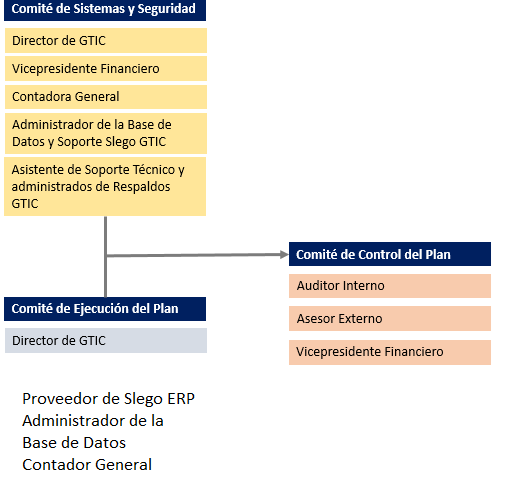 Comité de Sistemas y Seguridad
Director de GTIC
Vicepresidente Financiero
Contadora General
Administrador de la Base de
Datos y Soporte Slego GTIC
Asistente de Soporte Técnico y
administrados de Respaldos
GTIC
Comité de Control del Plan
Auditor Interno
Asesor Externo
Vicepresidente Financiero
Comité de Ejecución del Plan
Director de GTIC
Proveedor de Slego ERP
Administrador de la
Base de Datos
Contador General